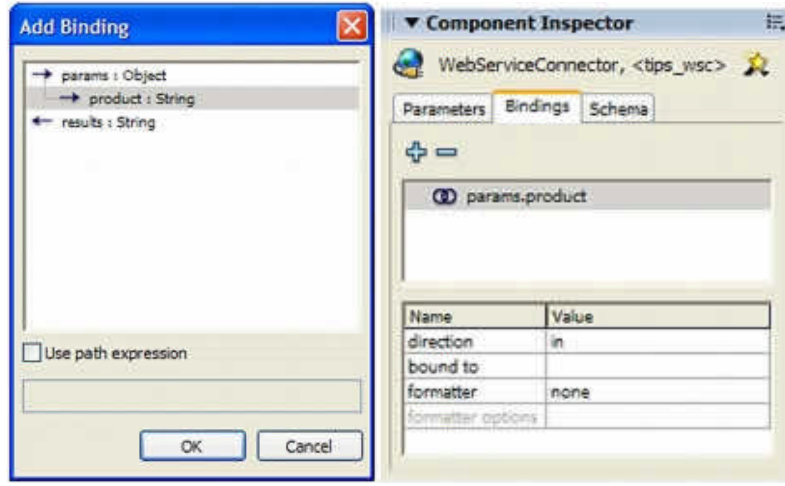 Add Binding
params : Object
product : String
results : String
Use path expression
OK
Cancel
Component Inspector
WebServiceConnector, <tips_wsc>
Parameters
Bindings
Schema
params.product
Name
Value
direction
in
bound to
formatter
none
formatter options